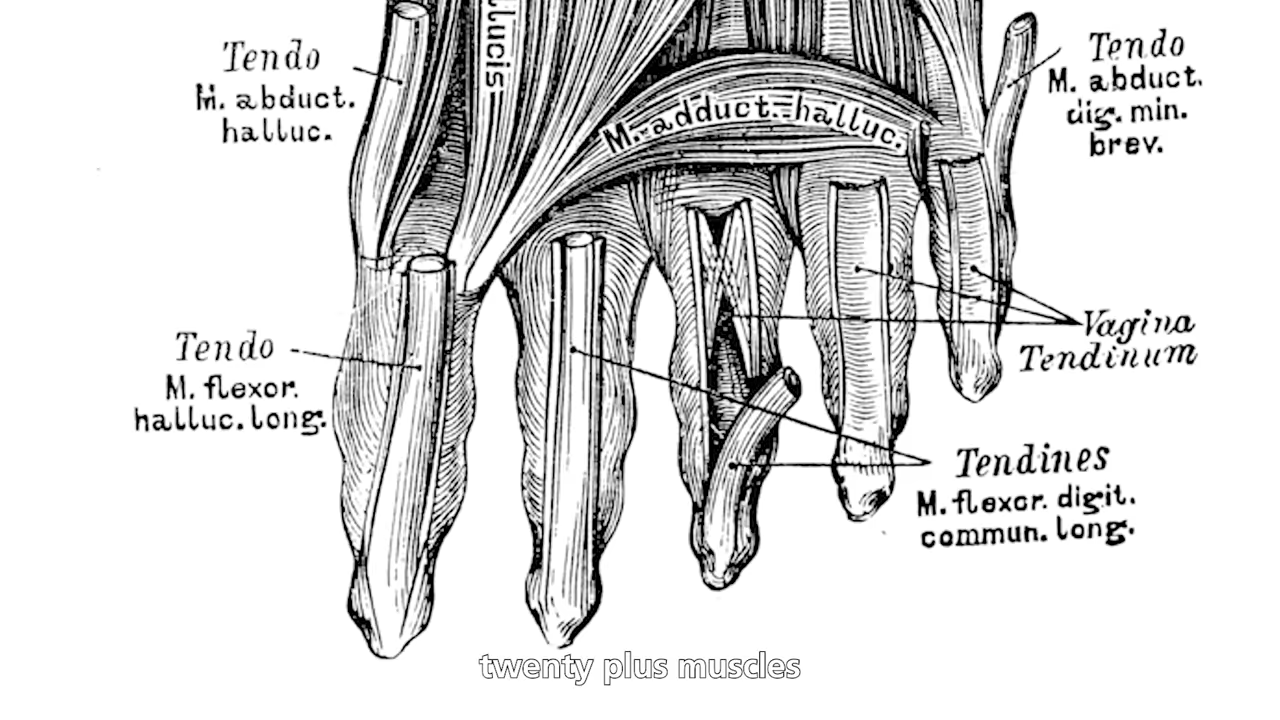 Tendo
M. abduct.
halluc.
llucis
M. adduct. halluc.
Tendo
M. abduct.
dig. min.
brev.
Tendo
M. flexor.
halluc. long.
Vagina
Tendinum
Tendines
M. flexor. digit.
commun. long.
twenty plus muscles